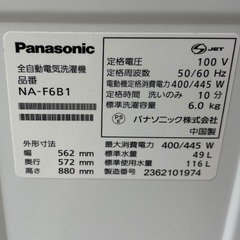 Panasonic
全自動電気洗濯機
品番
NA-F6B1
外形寸法
幅 562 mm
奥行 572 mm
高さ 880 mm
JET
定格電圧 100 V
定格周波数 50/60 Hz
電動機定格消費電力 400/445 W
定格時間 洗いのみ 10 分
標準洗濯容量 6.0 kg
PSE
パナソニック株式会社
中国製
最大消費電力 400/445 W
標準水量 49 L
標準使用水量 116 L
製造番号 2362101974